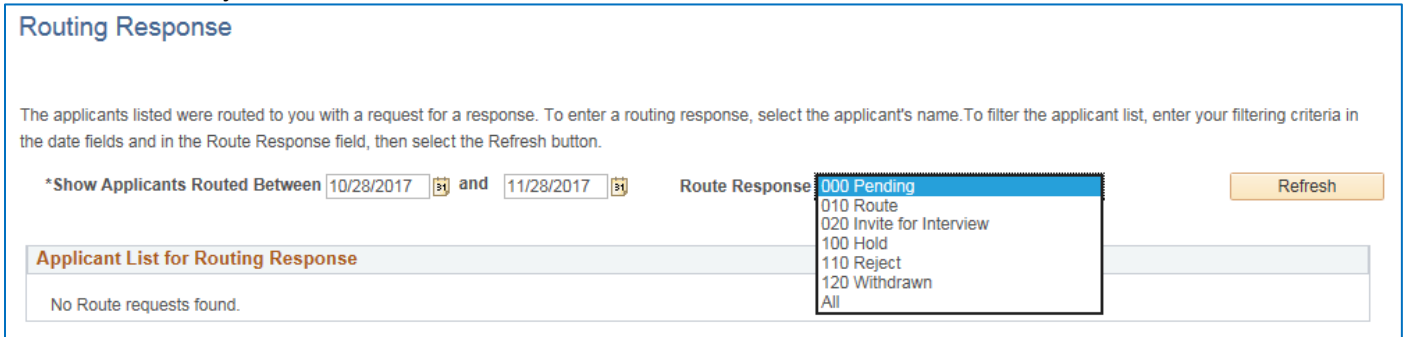 Routing Response
The applicants listed were routed to you with a request for a response. To enter a routing response, select the applicant's name.To filter the applicant list, enter your filtering criteria in
the date fields and in the Route Response field, then select the Refresh button.
*Show Applicants Routed Between 10/28/2017 31 and 11/28/2017 31 Route Response 000 Pending Refresh
010 Route
020 Invite for Interview
100 Hold
110 Reject
120 Withdrawn
All
Applicant List for Routing Response
No Route requests found.